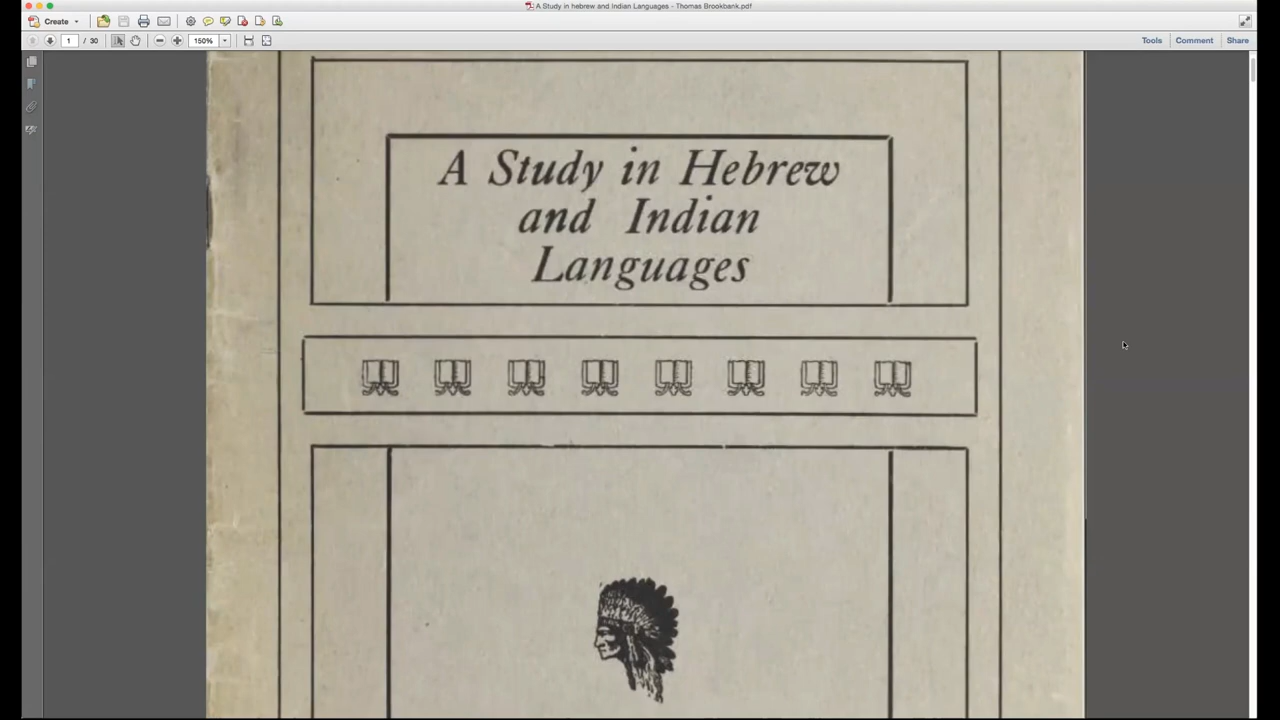 A Study in hebrew and Indian Languages - Thomas Brookbank.pdf
Create
1 / 30
150%
Tools
Comment
Share
A Study in Hebrew
and Indian
Languages